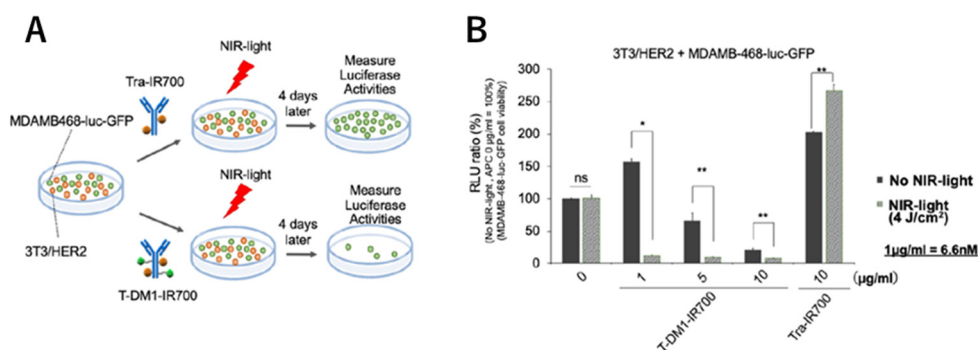 A
NIR-light
Measure
Luciferase
Activities
Tra-IR700
4 days
later
MDAMB468-luc-GFP
3T3/HER2
NIR-light
Measure
Luciferase
Activities
4 days
later
T-DM1-IR700
B
3T3/HER2 + MDAMB-468-luc-GFP
RLU ratio (%)
(No NIR-light, APC 0 μg/ml = 100%)
(MDAMB-468-luc-GFP cell viability)
300
250
200
150
100
50
0
ns
*
**
**
**
0
1
5
10
10
(μg/ml)
T-DM1-IR700
Tra-IR700
No NIR-light
NIR-light
(4 J/cm²)
1μg/ml = 6.6nM